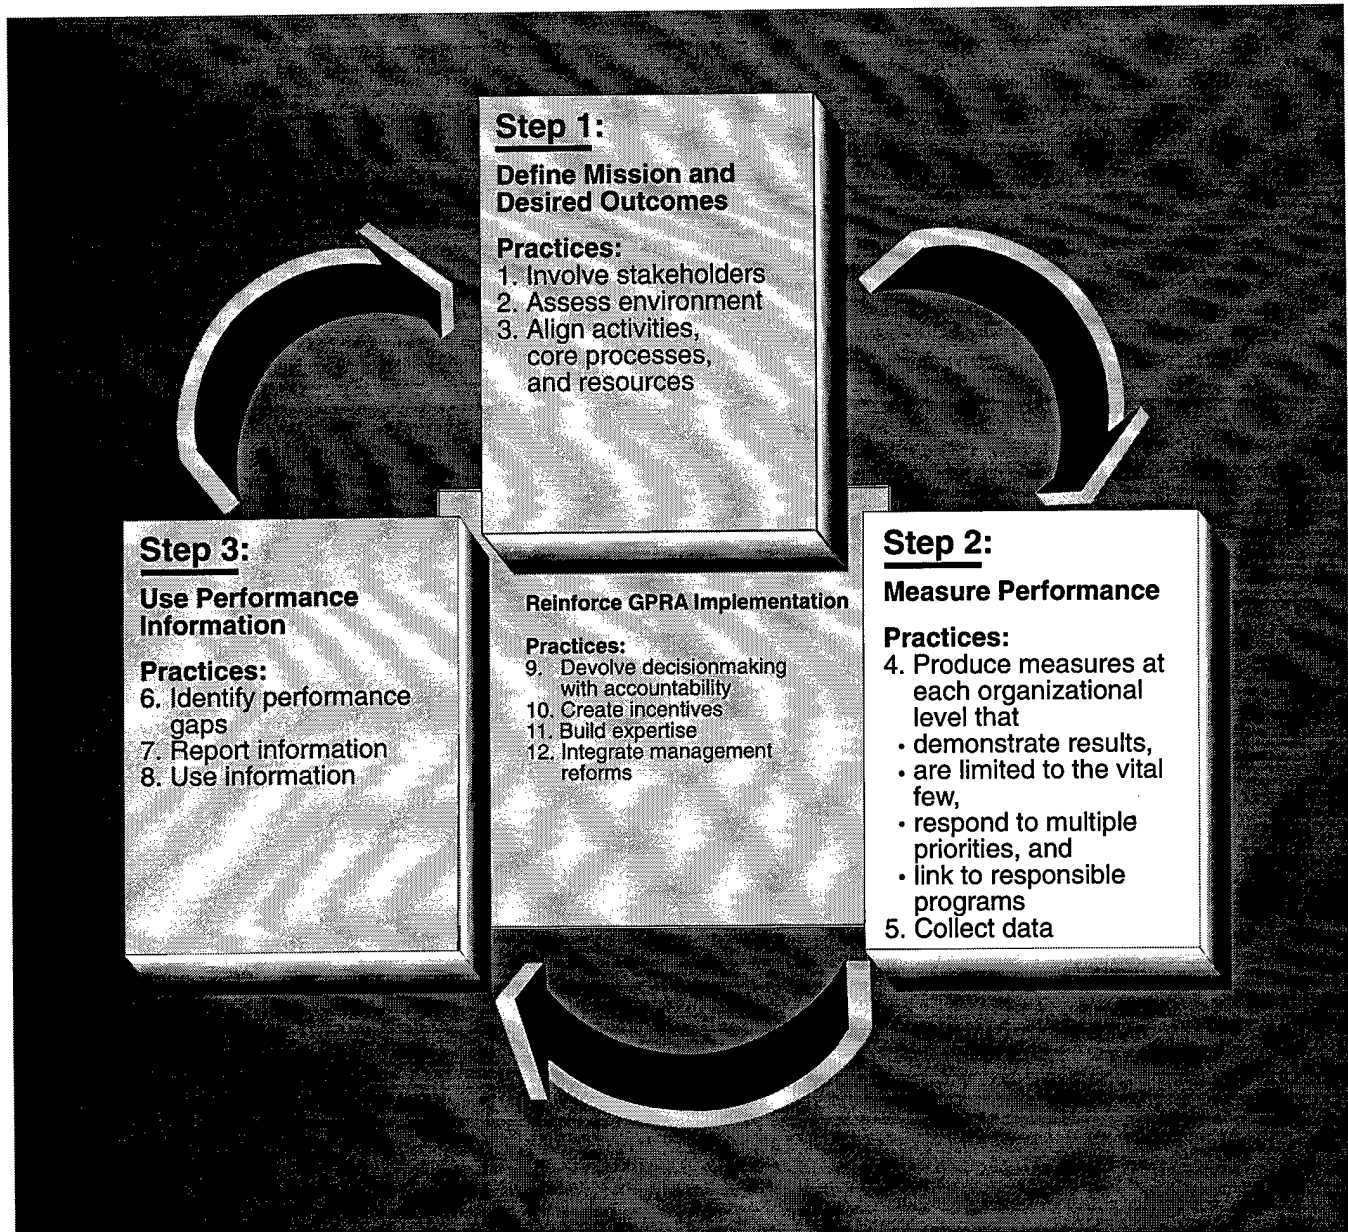 Step 1:
Define Mission and
Desired Outcomes
Practices:
1. Involve stakeholders
2. Assess environment
3. Align activities,
core processes,
and resources
Step 2:
Measure Performance
Practices:
4. Produce measures at
each organizational
level that
· demonstrate results,
· are limited to the vital
few,
· respond to multiple
priorities, and
· link to responsible
programs
5. Collect data
Step 3:
Use Performance
Information
Practices:
6. Identify performance
gaps
7. Report information
8. Use information
Reinforce GPRA Implementation
Practices:
9. Devolve decisionmaking
with accountability
10. Create incentives
11. Build expertise
12. Integrate management
reforms